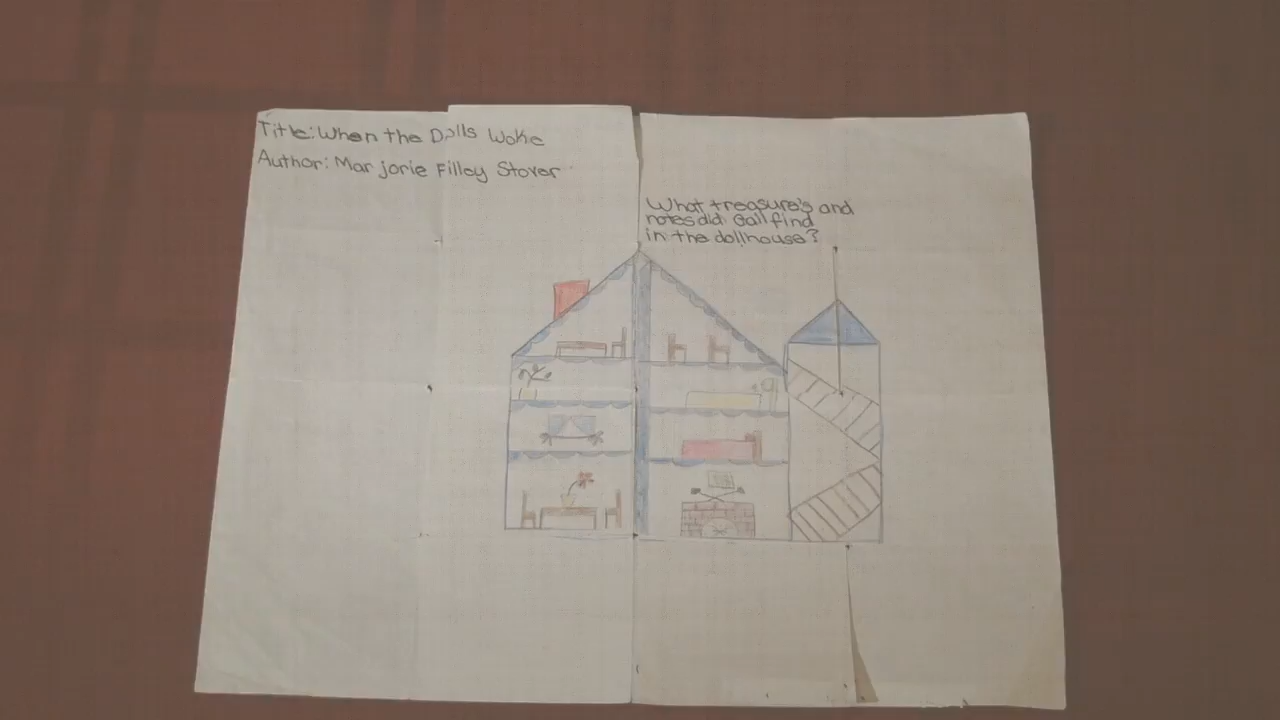 Title: When the Dolls Woke
Author: Marjorie Filley Stover
What treasure's and
notes did Gail find
in the dollhouse?